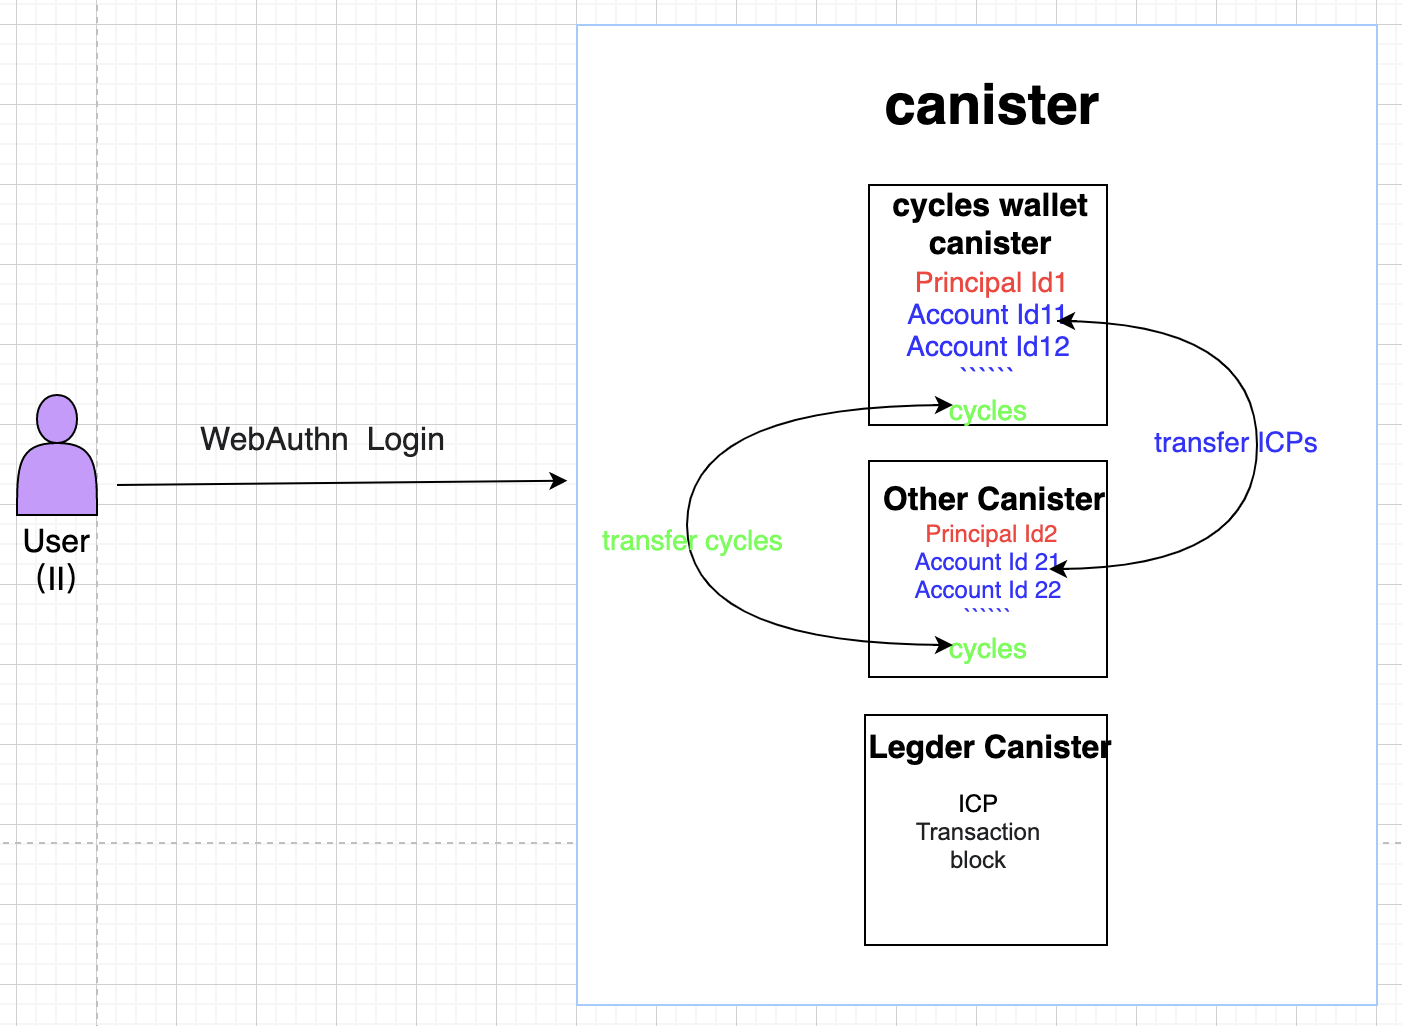 canister
cycles wallet
canister
Principal Id1
Account Id11
Account Id12
``````
cycles
transfer ICPs
WebAuthn  Login
User
(II)
transfer cycles
Other Canister
Principal Id2
Account Id 21
Account Id 22
``````
cycles
Legder Canister
ICP
Transaction
block